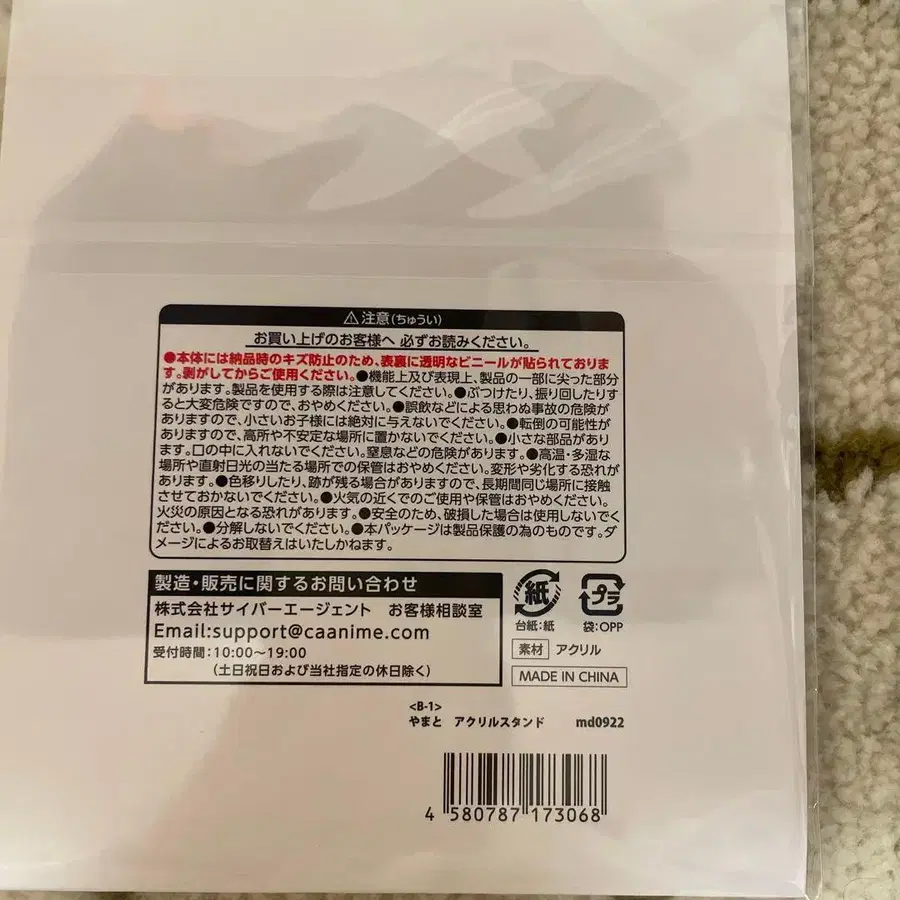 ⚠注意(ちゅうい)
お買い上げのお客様へ 必ずお読みください。
●本体には納品時のキズ防止のため、表裏に透明なビニールが貼られておりま
す。剥がしてからご使用ください。●機能上及び表現上、製品の一部に尖った部分
があります。製品を使用する際は注意してください。●ぶつけたり、振り回したりす
ると大変危険ですので、おやめください。●誤飲などによる思わぬ事故の危険が
ありますので、小さいお子様には絶対に与えないでください。●転倒の可能性が
ありますので、高所や不安定な場所に置かないでください。●小さな部品があり
ます。口の中に入れないでください。窒息などの危険があります。●高温・多湿な
場所や直射日光の当たる場所での保管はおやめください。変形や劣化する恐れが
あります。●色移りしたり、跡が残る場合がありますので、長期間同じ場所に接触
させておかないでください。●火気の近くでのご使用や保管はおやめください。
火災の原因となる恐れがあります。●安全のため、破損した場合は使用しないでく
ださい。●分解しないでください。●本パッケージは製品保護の為のものです。ダ
メージによるお取替えはいたしかねます。
製造・販売に関するお問い合わせ
株式会社サイバーエージェント お客様相談室
Email:support@caanime.com
受付時間:10:00〜19:00
(土日祝日および当社指定の休日除く)
紙 プラ
台紙:紙 袋:OPP
素材 アクリル
MADE IN CHINA
<B-1>
やまと アクリルスタンド md0922
4 580787 173068